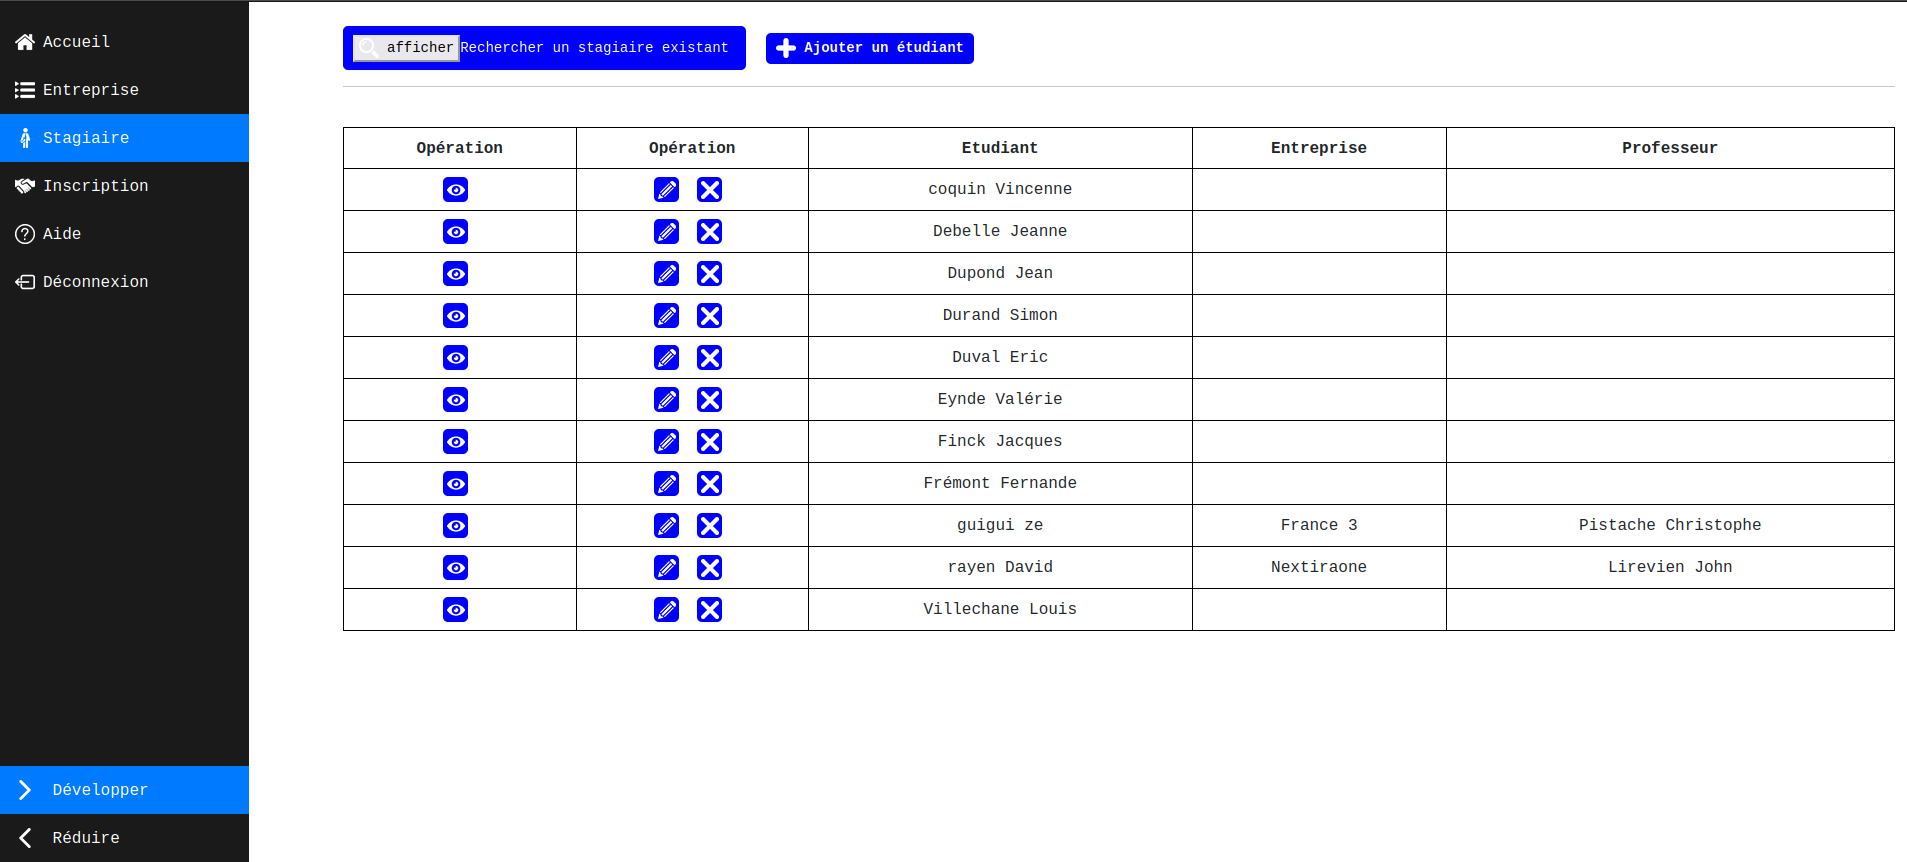 Accueil
Entreprise
Stagiaire
Inscription
Aide
Déconnexion
Développer
Réduire
afficher Rechercher un stagiaire existant
Ajouter un étudiant
Opération Opération Etudiant Entreprise Professeur
coquin Vincenne
Debelle Jeanne
Dupond Jean
Durand Simon
Duval Eric
Eynde Valérie
Finck Jacques
Frémont Fernande
guigui ze France 3 Pistache Christophe
rayen David Nextiraone Lirevien John
Villechane Louis